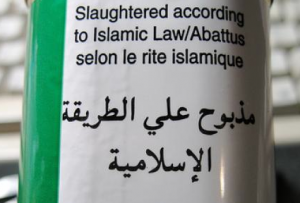 Slaughtered according
to Islamic Law/Abattus
selon le rite islamique
مذبوح علي الطريقة
الإسلامية